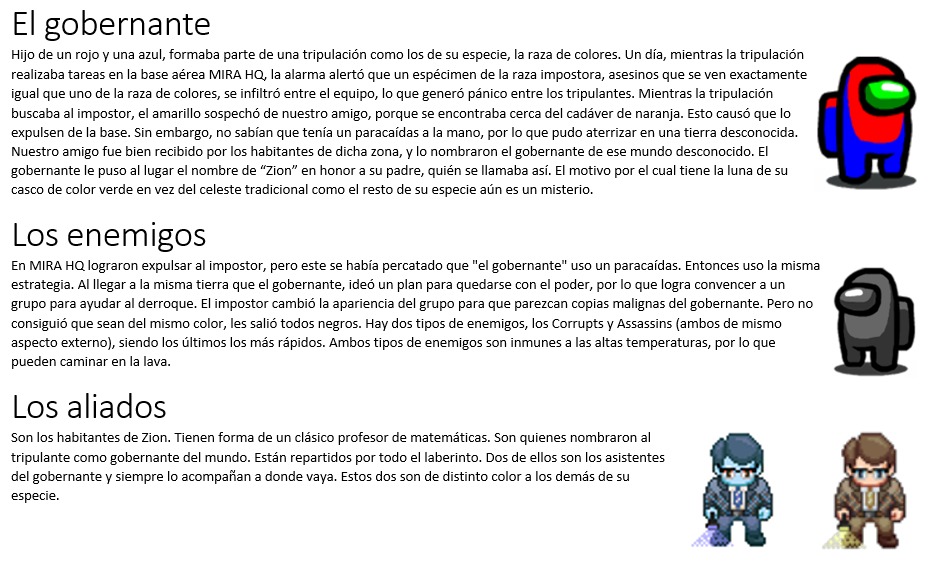 El gobernante
Hijo de un rojo y una azul, formaba parte de una tripulación como los de su especie, la raza de colores. Un día, mientras la tripulación
realizaba tareas en la base aérea MIRA HQ, la alarma alertó que un espécimen de la raza impostora, asesinos que se ven exactamente
igual que uno de la raza de colores, se infiltró entre el equipo, lo que generó pánico entre los tripulantes. Mientras la tripulación
buscaba al impostor, el amarillo sospechó de nuestro amigo, porque se encontraba cerca del cadáver de naranja. Esto causó que lo
expulsen de la base. Sin embargo, no sabían que tenía un paracaídas a la mano, por lo que pudo aterrizar en una tierra desconocida.
Nuestro amigo fue bien recibido por los habitantes de dicha zona, y lo nombraron el gobernante de ese mundo desconocido. El
gobernante le puso al lugar el nombre de “Zion” en honor a su padre, quién se llamaba así. El motivo por el cual tiene la luna de su
casco de color verde en vez del celeste tradicional como el resto de su especie aún es un misterio.
Los enemigos
En MIRA HQ lograron expulsar al impostor, pero este se había percatado que "el gobernante" uso un paracaídas. Entonces uso la misma
estrategia. Al llegar a la misma tierra que el gobernante, ideó un plan para quedarse con el poder, por lo que logra convencer a un
grupo para ayudar al derroque. El impostor cambió la apariencia del grupo para que parezcan copias malignas del gobernante. Pero no
consiguió que sean del mismo color, les salió todos negros. Hay dos tipos de enemigos, los Corrupts y Assassins (ambos de mismo
aspecto externo), siendo los últimos los más rápidos. Ambos tipos de enemigos son inmunes a las altas temperaturas, por lo que
pueden caminar en la lava.
Los aliados
Son los habitantes de Zion. Tienen forma de un clásico profesor de matemáticas. Son quienes nombraron al
tripulante como gobernante del mundo. Están repartidos por todo el laberinto. Dos de ellos son los asistentes
del gobernante y siempre lo acompañan a donde vaya. Estos dos son de distinto color a los demás de su
especie.